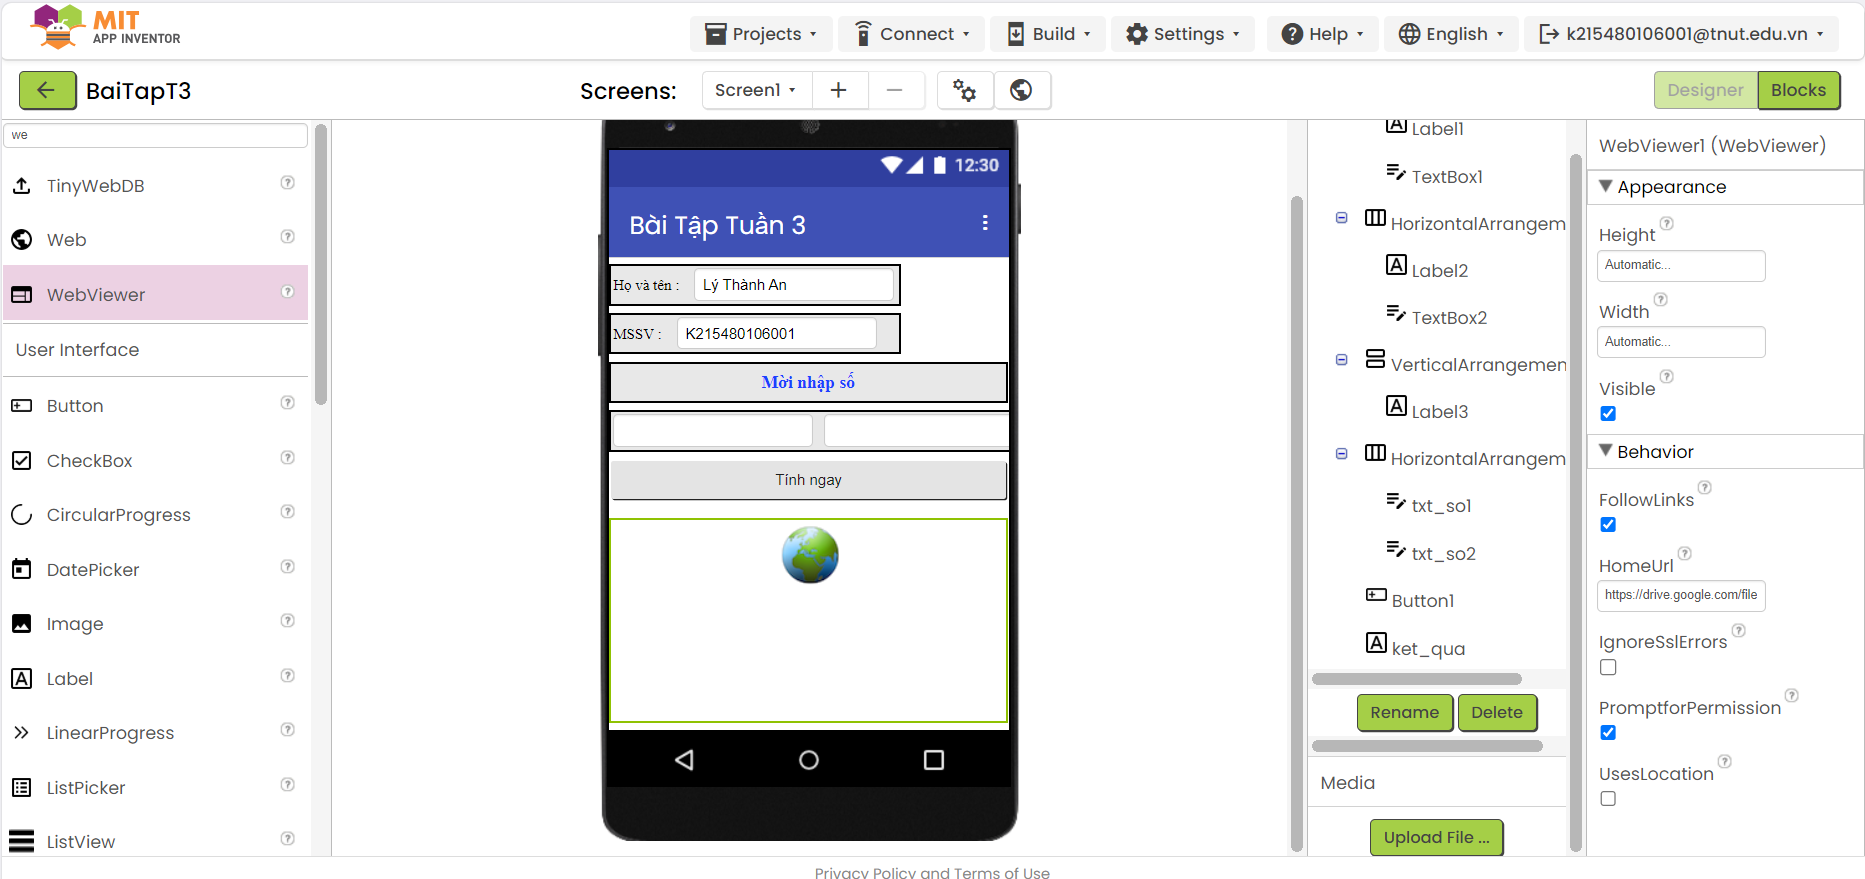 MIT
APP INVENTOR
Projects
Connect
Build
Settings
Help
English
k215480106001@tnut.edu.vn
BaiTapT3
Screens:
Screen1
Designer
Blocks
we
TinyWebDB
Web
WebViewer
User Interface
Button
CheckBox
CircularProgress
DatePicker
Image
Label
LinearProgress
ListPicker
ListView
12:30
Bài Tập Tuần 3
Họ và tên :
Lý Thành An
MSSV :
K215480106001
Mời nhập số
Tính ngay
Label1
TextBox1
HorizontalArrangem
Label2
TextBox2
VerticalArrangemen
Label3
HorizontalArrangem
txt_so1
txt_so2
Button1
ket_qua
Rename
Delete
Media
Upload File ...
WebViewer1 (WebViewer)
Appearance
Height
Automatic...
Width
Automatic...
Visible
Behavior
FollowLinks
HomeUrl
https://drive.google.com/file
IgnoreSslErrors
PromptforPermission
UsesLocation
Privacy Policy and Terms of Use